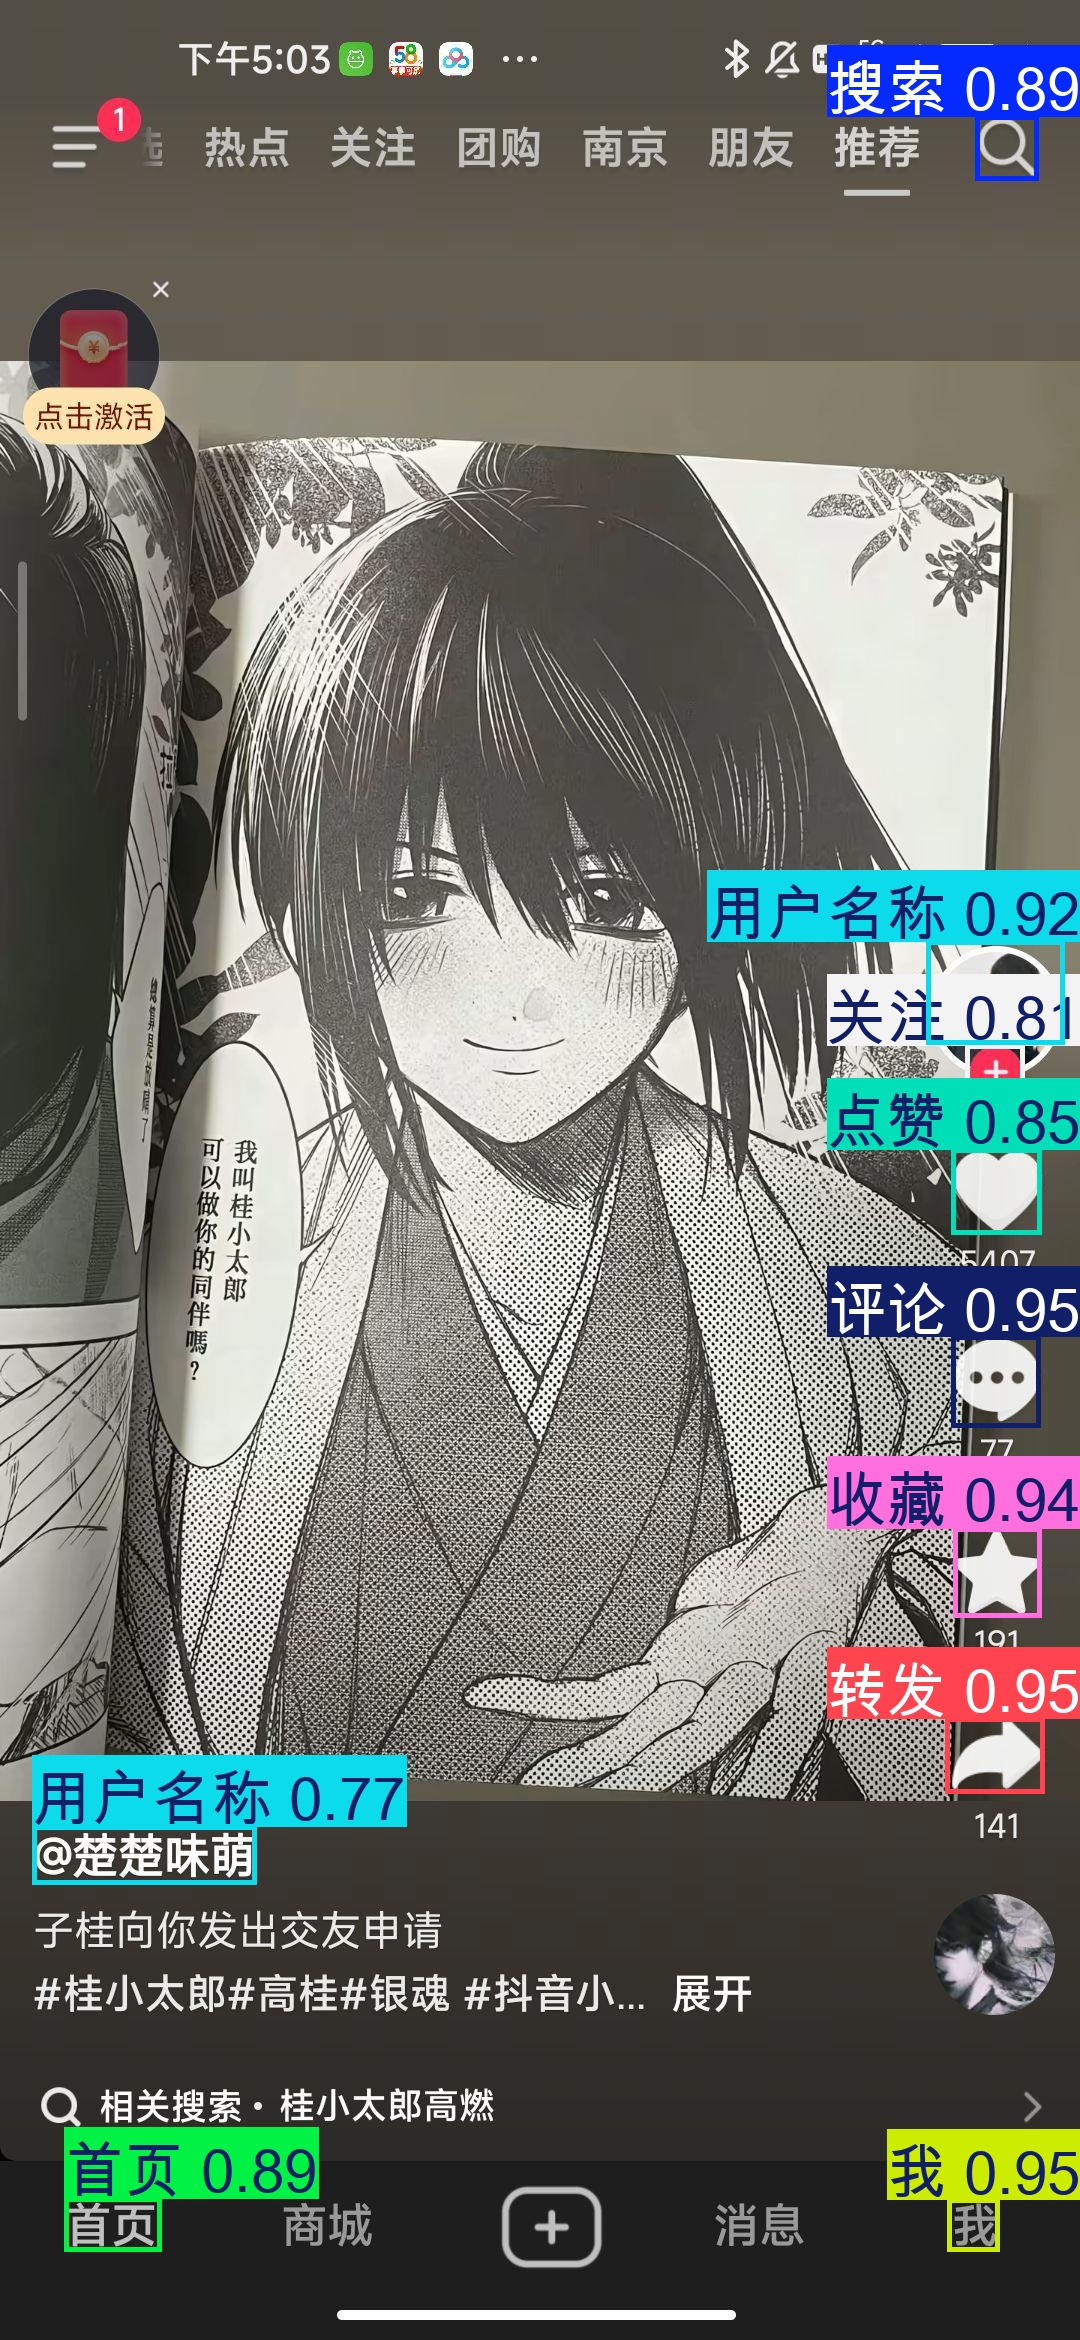 下午5:03
58
···
搜索 0.89
1
热点 关注 团购 南京 朋友 推荐
点击激活
用户名称 0.92
关注 0.81
点赞 0.85
我叫桂小太郎
可以做你的同伴嗎？
5407
评论 0.95
77
收藏 0.94
191
转发 0.95
141
用户名称 0.77
@楚楚味萌
子桂向你发出交友申请
#桂小太郎#高桂#银魂 #抖音小... 展开
相关搜索·桂小太郎高燃
首页 0.89
我 0.95
首页 商城 消息 我